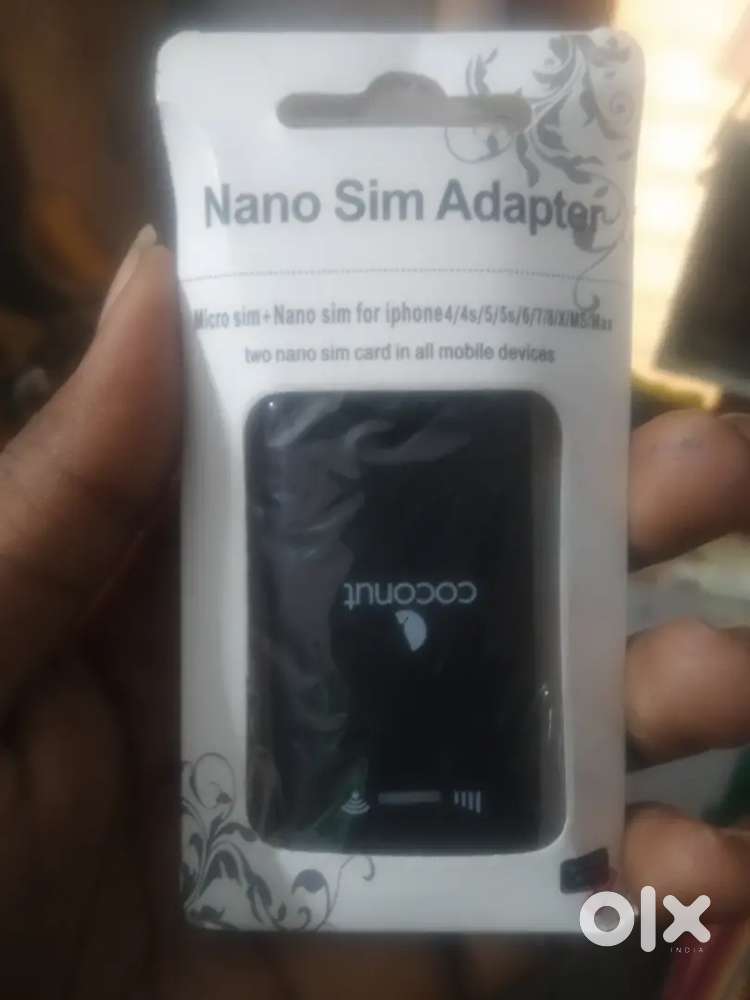 Nano Sim Adapter
Micro sim+Nano sim for iphone4/4s/5/5s/6/7/8/X/MS/Max
two nano sim card in all mobile devices
coconut
olx
INDIA